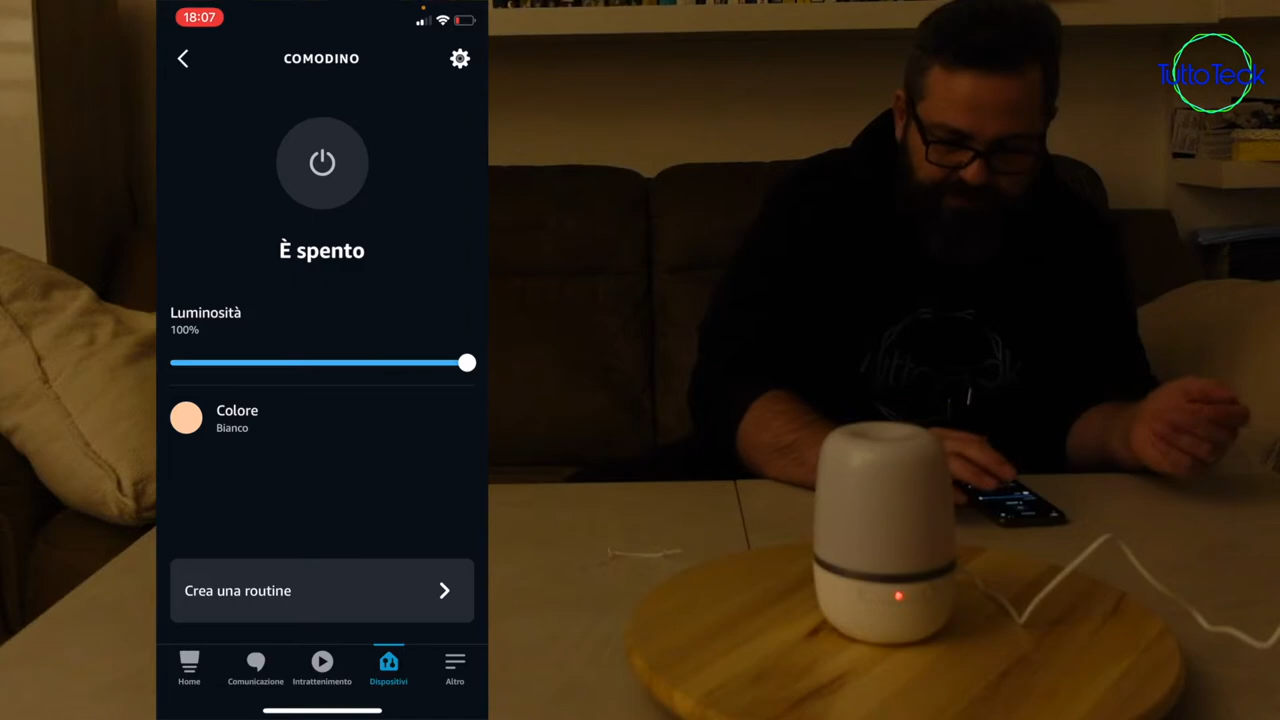 18:07
COMODINO
È spento
Luminosità
100%
Colore
Bianco
Crea una routine
Home
Comunicazione
Intrattenimento
Dispositivi
Altro
TuttoTeck